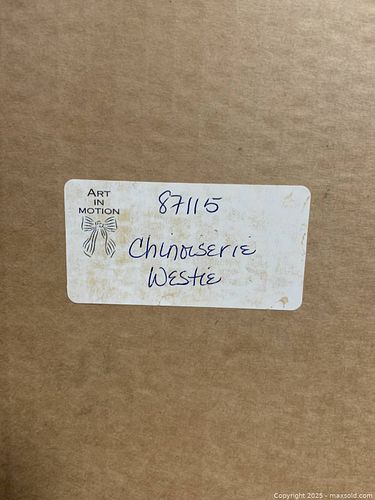 ART
IN
MOTION
87115
Chinoiserie
Westie
Copyright 2025 - maxsold.com